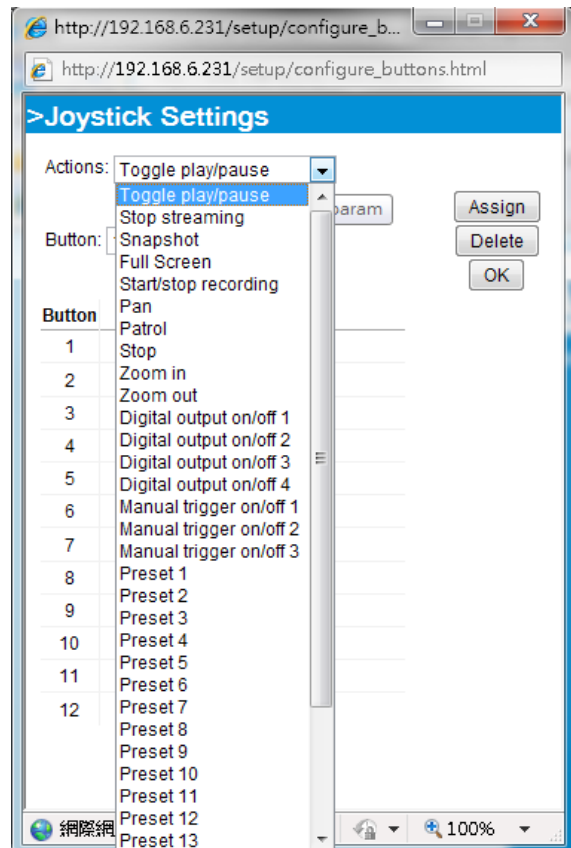 http://192.168.6.231/setup/configure_b...
http://192.168.6.231/setup/configure_buttons.html
>Joystick Settings
Actions: Toggle play/pause
Toggle play/pause
param
Assign
Stop streaming
Button:
Snapshot
Delete
Full Screen
OK
Start/stop recording
Button
Pan
Patrol
1
Stop
2
Zoom in
Zoom out
3
Digital output on/off 1
4
Digital output on/off 2
Digital output on/off 3
5
Digital output on/off 4
6
Manual trigger on/off 1
Manual trigger on/off 2
7
Manual trigger on/off 3
8
Preset 1
Preset 2
9
Preset 3
10
Preset 4
Preset 5
11
Preset 6
12
Preset 7
Preset 8
Preset 9
Preset 10
Preset 11
Preset 12
網際網
100%
Preset 13